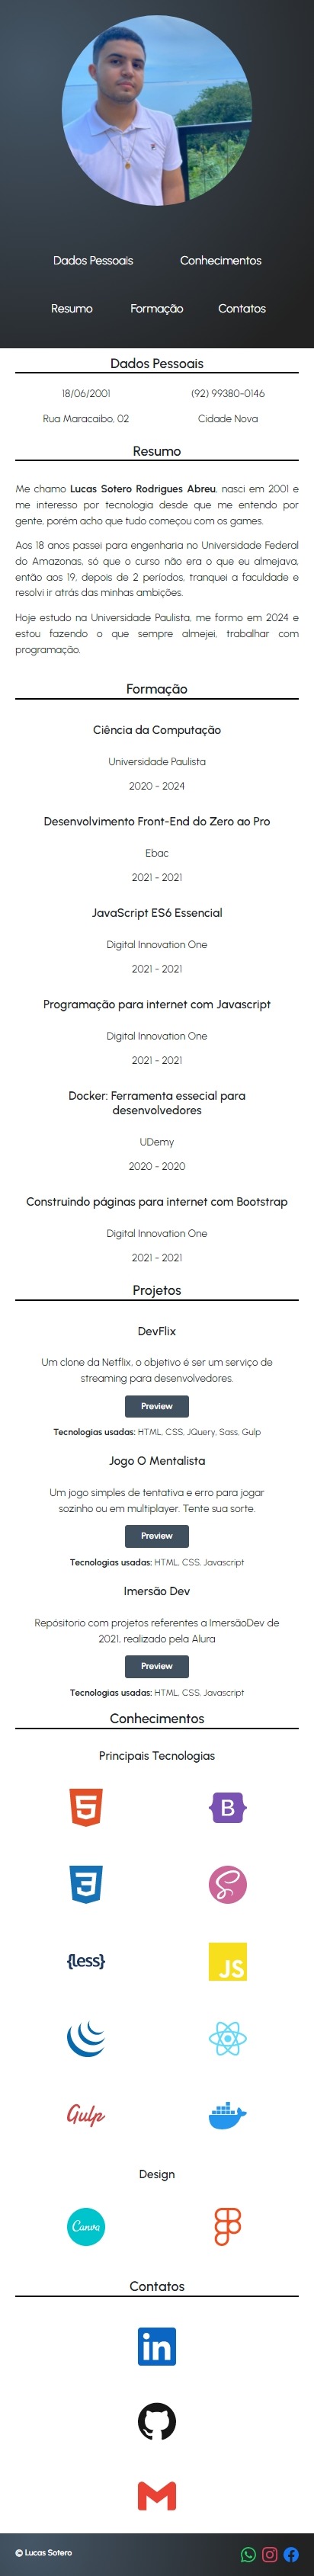 Dados Pessoais Conhecimentos
Resumo Formação Contatos
Dados Pessoais
18/06/2001 (92) 99380-0146
Rua Maracaibo, 02 Cidade Nova
Resumo
Me chamo Lucas Sotero Rodrigues Abreu, nasci em 2001 e
me interesso por tecnologia desde que me entendo por
gente, porém acho que tudo começou com os games.
Aos 18 anos passei para engenharia no Universidade Federal
do Amazonas, só que o curso não era o que eu almejava,
então aos 19, depois de 2 períodos, tranquei a faculdade e
resolvi ir atrás das minhas ambições.
Hoje estudo na Universidade Paulista, me formo em 2024 e
estou fazendo o que sempre almejei, trabalhar com
programação.
Formação
Ciência da Computação
Universidade Paulista
2020 - 2024
Desenvolvimento Front-End do Zero ao Pro
Ebac
2021 - 2021
JavaScript ES6 Essencial
Digital Innovation One
2021 - 2021
Programação para internet com Javascript
Digital Innovation One
2021 - 2021
Docker: Ferramenta essecial para
desenvolvedores
UDemy
2020 - 2020
Construindo páginas para internet com Bootstrap
Digital Innovation One
2021 - 2021
Projetos
DevFlix
Um clone da Netflix, o objetivo é ser um serviço de
streaming para desenvolvedores.
Preview
Tecnologias usadas: HTML, CSS, JQuery, Sass, Gulp
Jogo O Mentalista
Um jogo simples de tentativa e erro para jogar
sozinho ou em multiplayer. Tente sua sorte.
Preview
Tecnologias usadas: HTML, CSS, Javascript
Imersão Dev
Repósitorio com projetos referentes a ImersãoDev de
2021, realizado pela Alura
Preview
Tecnologias usadas: HTML, CSS, Javascript
Conhecimentos
Principais Tecnologias
5 B
3 S
{less} JS
Gulp
Design
Canva
Contatos
in
© Lucas Sotero